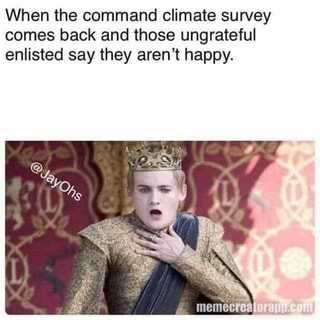 When the command climate survey
comes back and those ungrateful
enlisted say they aren't happy.
@JayOhs
memecreatorapp.com